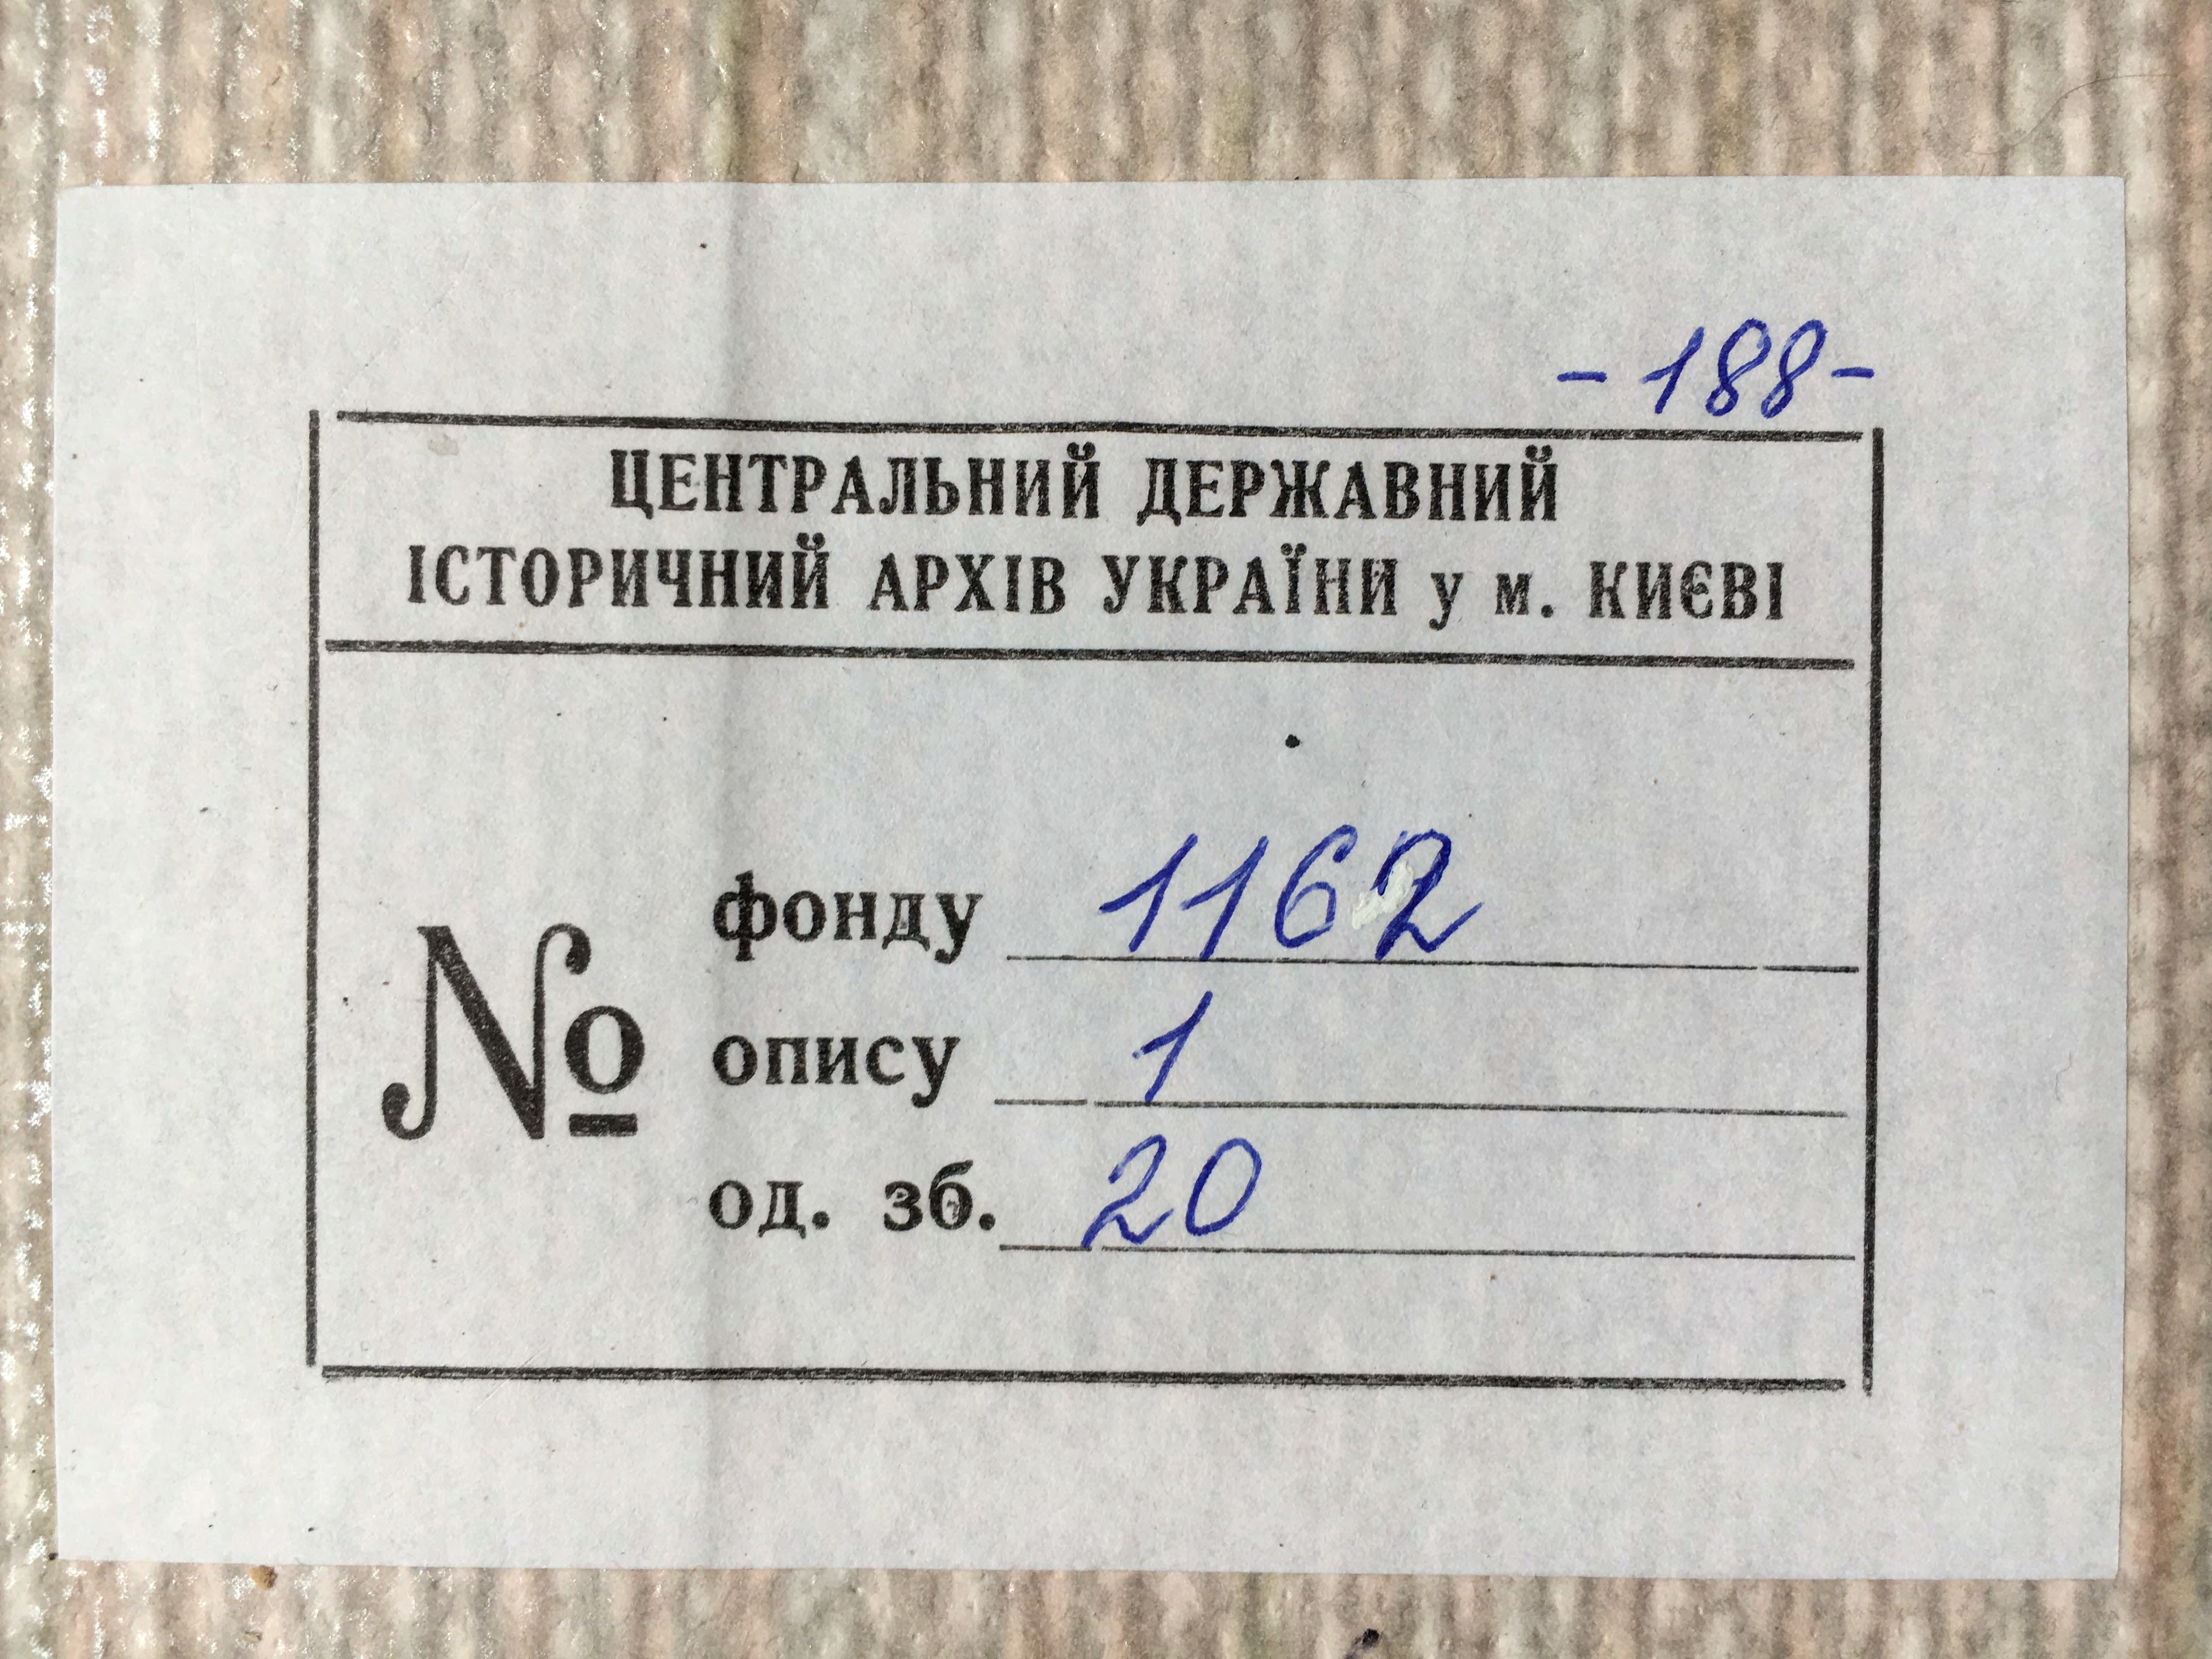 -188-
ЦЕНТРАЛЬНИЙ ДЕРЖАВНИЙ
ІСТОРИЧНИЙ АРХІВ УКРАЇНИ у м. КИЄВІ
№
фонду 1162
опису 1
од. зб. 20